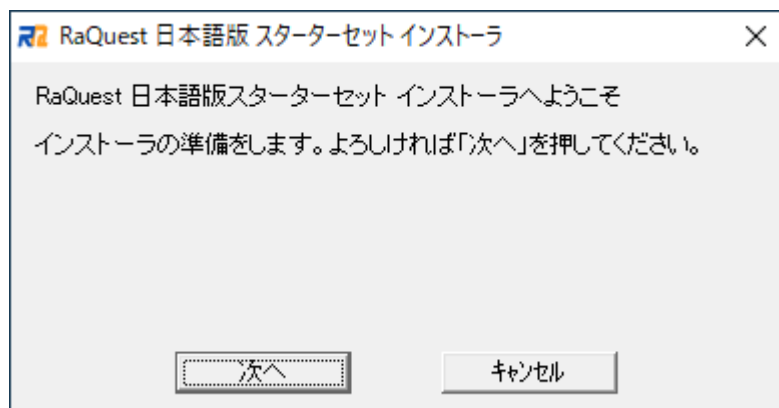 RaQuest 日本語版 スターターセット インストーラ
RaQuest 日本語版スターターセット インストーラへようこそ
インストーラの準備をします。よろしければ「次へ」を押してください。
次へ
キャンセル